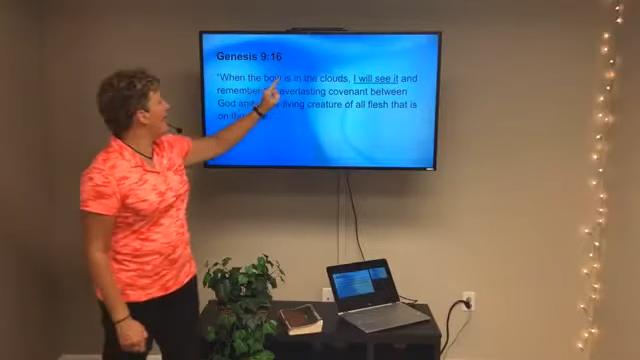 Genesis 9:16
"When the bow is in the clouds, I will see it and
remember everlasting covenant between
God and living creature of all flesh that is
on